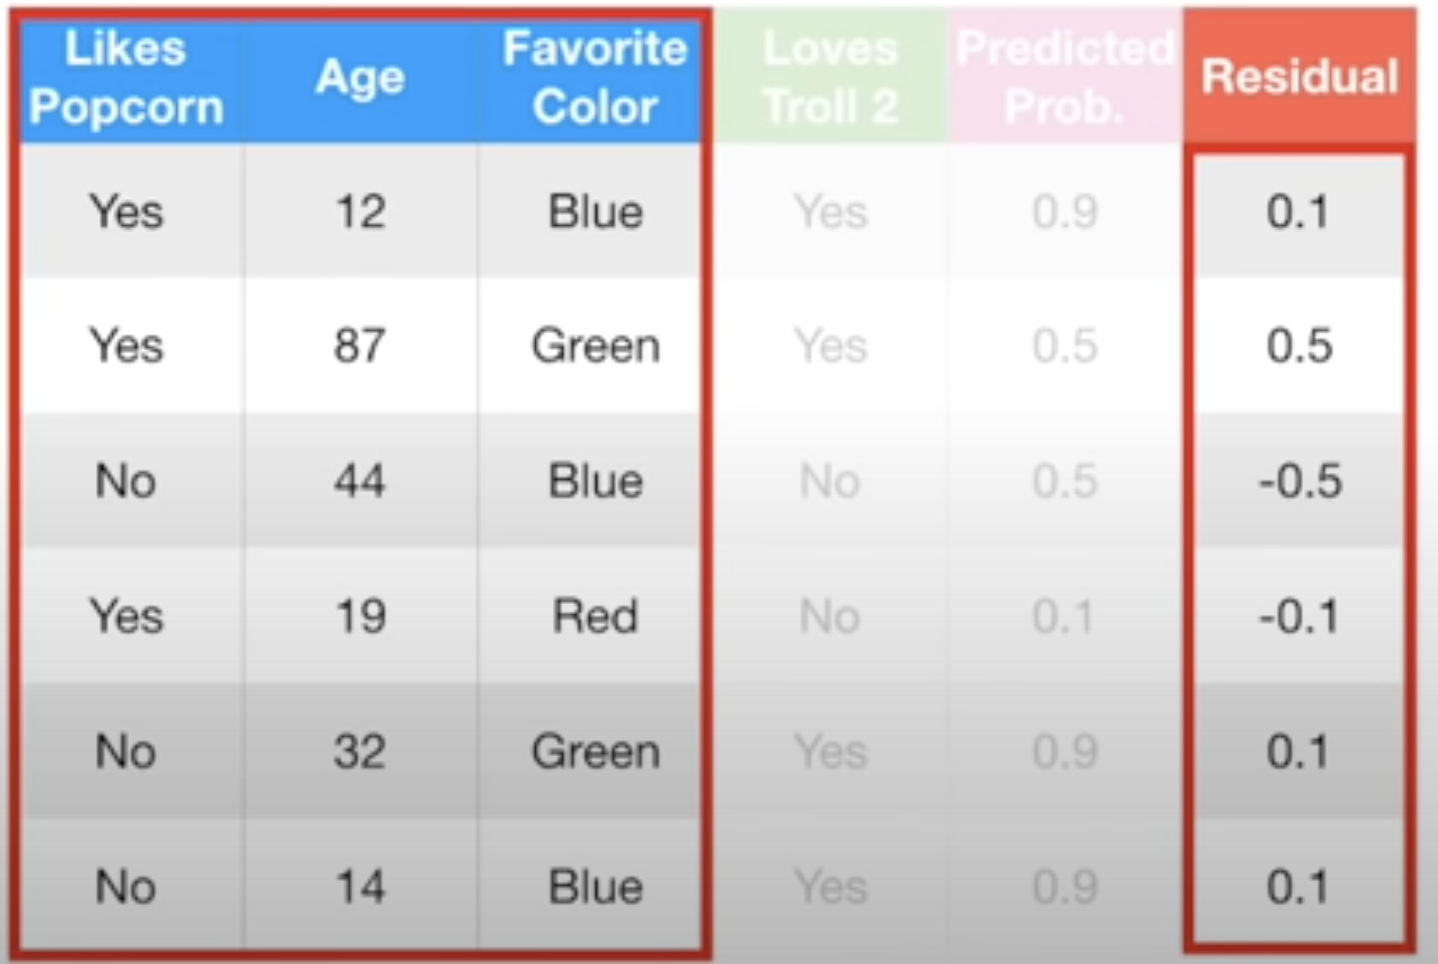 Likes Popcorn Age Favorite Color Loves Troll 2 Predicted Prob. Residual
Yes 12 Blue Yes 0.9 0.1
Yes 87 Green Yes 0.5 0.5
No 44 Blue No 0.5 -0.5
Yes 19 Red No 0.1 -0.1
No 32 Green Yes 0.9 0.1
No 14 Blue Yes 0.9 0.1